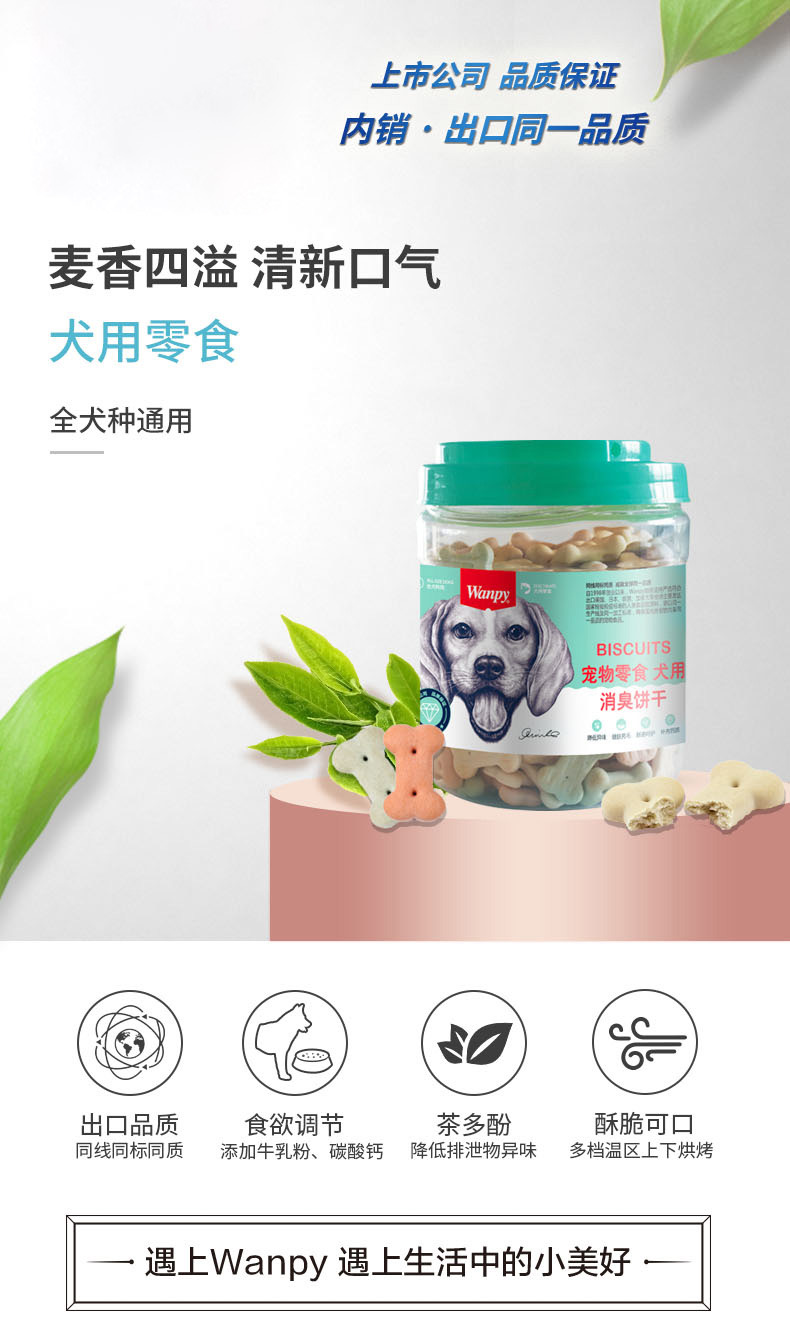 上市公司 品质保证
内销·出口同一品质
麦香四溢 清新口气
犬用零食
全犬种通用
Wanpy
BISCUITS
宠物零食 犬用
消臭饼干
出口品质
同线同标同质
食欲调节
添加牛乳粉、碳酸钙
茶多酚
降低排泄物异味
酥脆可口
多档温区上下烘烤
遇上Wanpy 遇上生活中的小美好